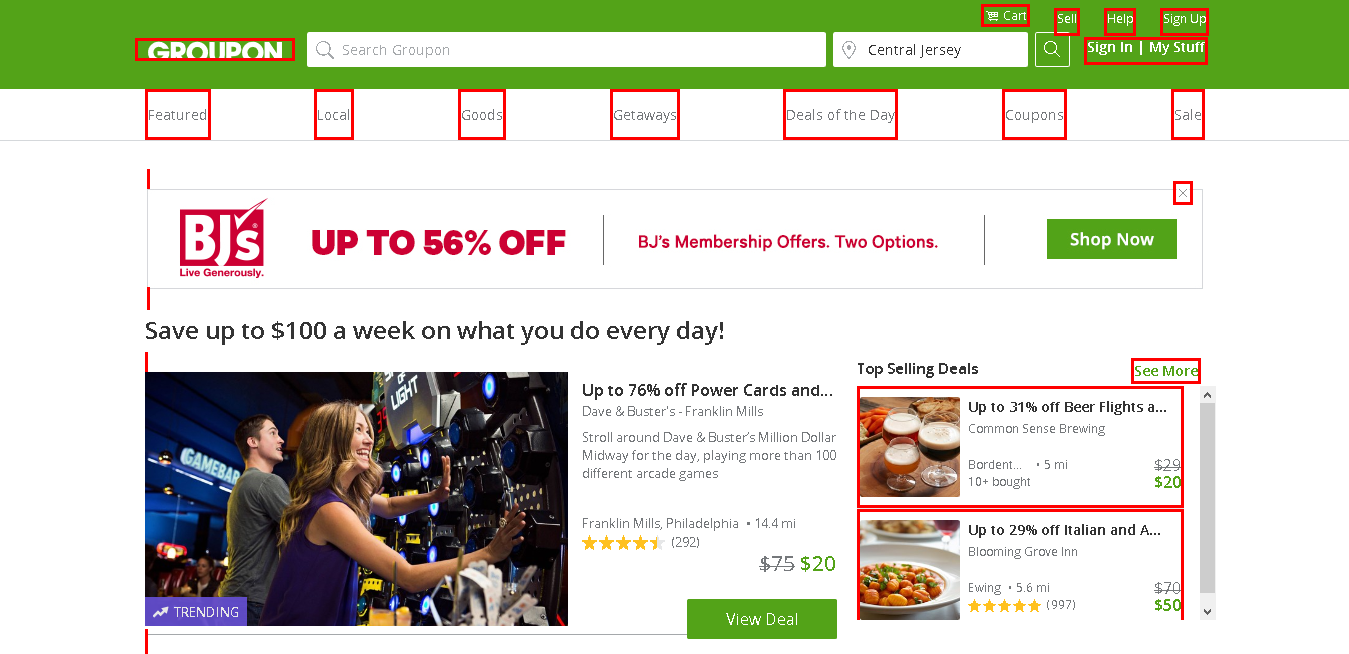 Cart
Sell
Help
Sign Up
GROUPON
Search Groupon
Central Jersey
Sign In | My Stuff
Featured
Local
Goods
Getaways
Deals of the Day
Coupons
Sale
BJ's
Live Generously.
UP TO 56% OFF
BJ's Membership Offers. Two Options.
Shop Now
Save up to $100 a week on what you do every day!
GAMEBAR
LIGHT
TRENDING
Up to 76% off Power Cards and...
Dave & Buster's - Franklin Mills
Stroll around Dave & Buster's Million Dollar
Midway for the day, playing more than 100
different arcade games
Franklin Mills, Philadelphia • 14.4 mi
(292)
$75 $20
View Deal
Top Selling Deals
See More
Up to 31% off Beer Flights a...
Common Sense Brewing
Bordent... • 5 mi
$29
10+ bought
$20
Up to 29% off Italian and A...
Blooming Grove Inn
Ewing • 5.6 mi
$70
(997)
$50